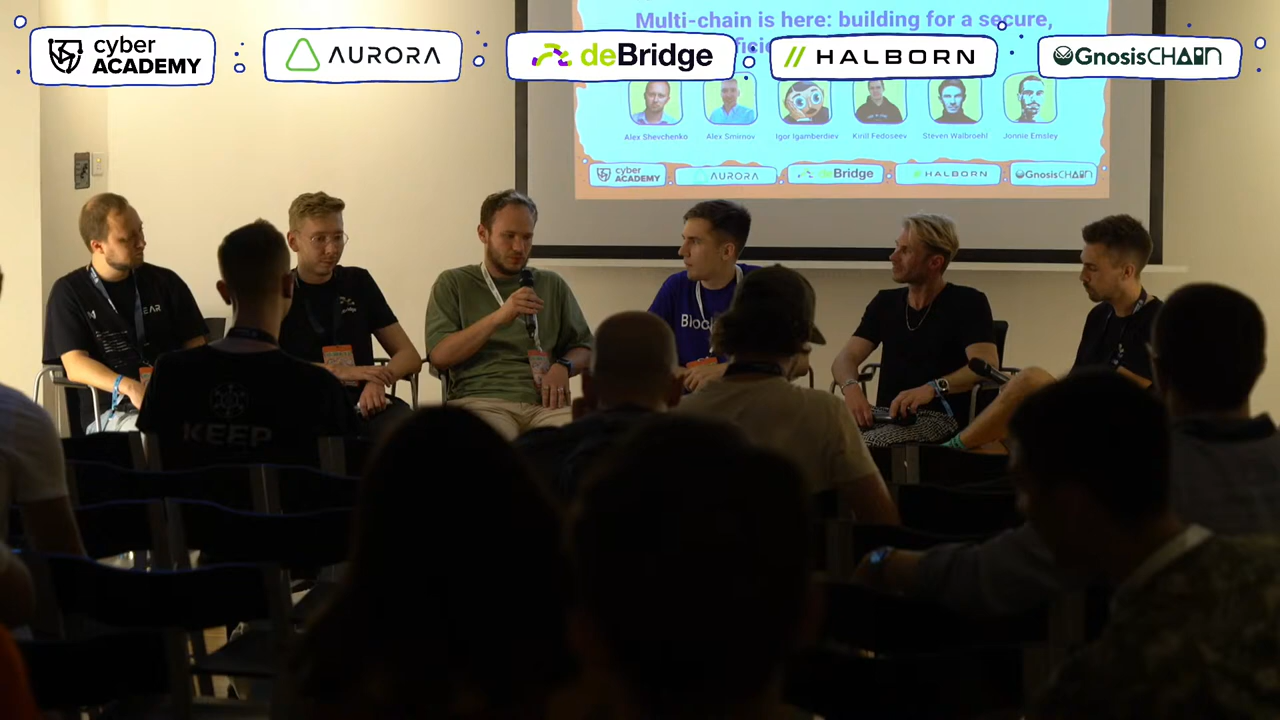 cyber
ACADEMY
AURORA
deBridge
HALBORN
GnosisCHAIN
Multi-chain is here: building for a secure,
Alex Shevchenko
Alex Smirnov
Igor Igamberdiev
Kirill Fedoseev
Steven Walbroehl
Jonnie Emsley
cyber
ACADEMY
AURORA
deBridge
HALBORN
GnosisCHAIN
KEEP